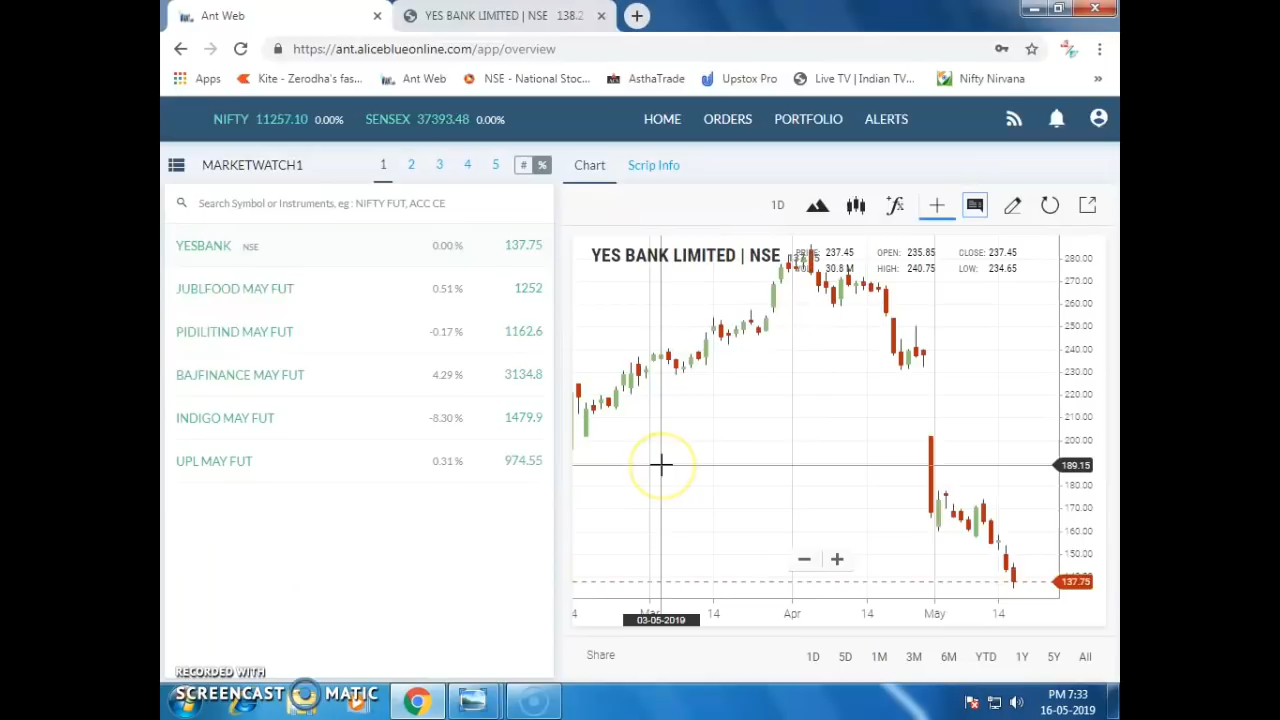 Ant Web
YES BANK LIMITED | NSE 138.2
https://ant.aliceblueonline.com/app/overview
Apps
Kite - Zerodha's fas...
Ant Web
NSE - National Stoc...
AsthaTrade
Upstox Pro
Live TV | Indian TV...
Nifty Nirvana
»
NIFTY 11257.10 0.00%
SENSEX 37393.48 0.00%
HOME
ORDERS
PORTFOLIO
ALERTS
MARKETWATCH1
1 2 3 4 5 # %
Search Symbol or Instruments, eg : NIFTY FUT, ACC CE
YESBANK NSE 0.00 % 137.75
JUBLFOOD MAY FUT 0.51 % 1252
PIDILITIND MAY FUT -0.17 % 1162.6
BAJFINANCE MAY FUT 4.29 % 3134.8
INDIGO MAY FUT -8.30 % 1479.9
UPL MAY FUT 0.31 % 974.55
Chart
Scrip Info
1D
YES BANK LIMITED | NSE
237.45 OPEN: 235.85 CLOSE: 237.45
30.8 M HIGH: 240.75 LOW: 234.65
280.00
270.00
260.00
250.00
240.00
230.00
220.00
210.00
200.00
189.15
180.00
170.00
160.00
150.00
137.75
4 Mar 14 Apr 14 May 14
03-05-2019
Share
1D 5D 1M 3M 6M YTD 1Y 5Y All
RECORDED WITH
SCREENCAST MATIC
PM 7:33
16-05-2019